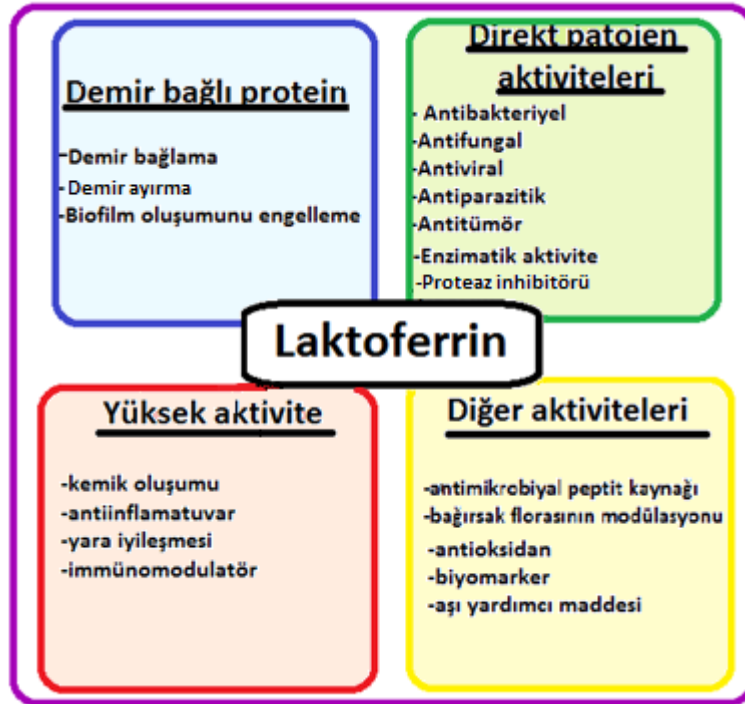 Demir bağlı protein
-Demir bağlama
-Demir ayırma
-Biofilm oluşumunu engelleme
Direkt patojen
aktiviteleri
- Antibakteriyel
-Antifungal
-Antiviral
-Antiparazitik
-Antitümör
-Enzimatik aktivite
-Proteaz inhibitörü
Laktoferrin
Yüksek aktivite
-kemik oluşumu
-antiinflamatuvar
-yara iyileşmesi
-immünomodulatör
Diğer aktiviteleri
-antimikrobiyal peptit kaynağı
-bağırsak florasının modülasyonu
-antioksidan
-biyomarker
-aşı yardımcı maddesi